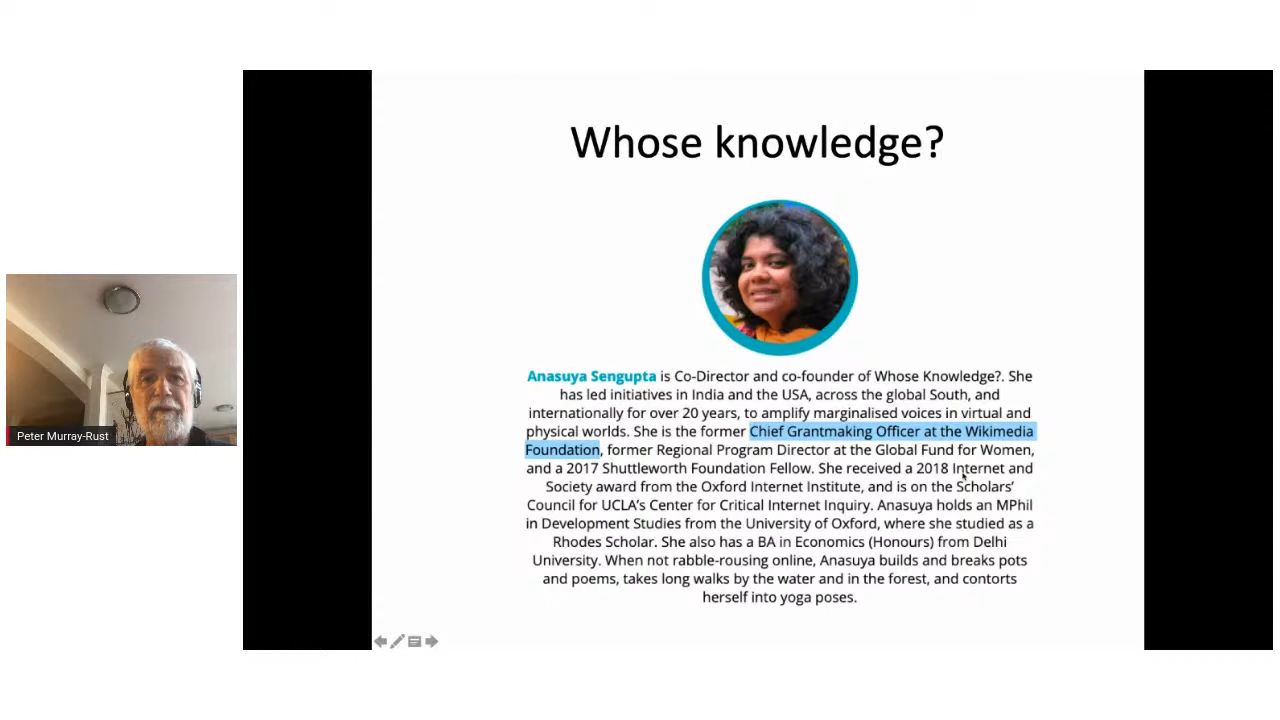 Whose knowledge?
Anasuya Sengupta is Co-Director and co-founder of Whose Knowledge?. She
has led initiatives in India and the USA, across the global South, and
internationally for over 20 years, to amplify marginalised voices in virtual and
physical worlds. She is the former Chief Grantmaking Officer at the Wikimedia
Foundation, former Regional Program Director at the Global Fund for Women,
and a 2017 Shuttleworth Foundation Fellow. She received a 2018 Internet and
Society award from the Oxford Internet Institute, and is on the Scholars'
Council for UCLA's Center for Critical Internet Inquiry. Anasuya holds an MPhil
in Development Studies from the University of Oxford, where she studied as a
Rhodes Scholar. She also has a BA in Economics (Honours) from Delhi
University. When not rabble-rousing online, Anasuya builds and breaks pots
and poems, takes long walks by the water and in the forest, and contorts
herself into yoga poses.
Peter Murray-Rust